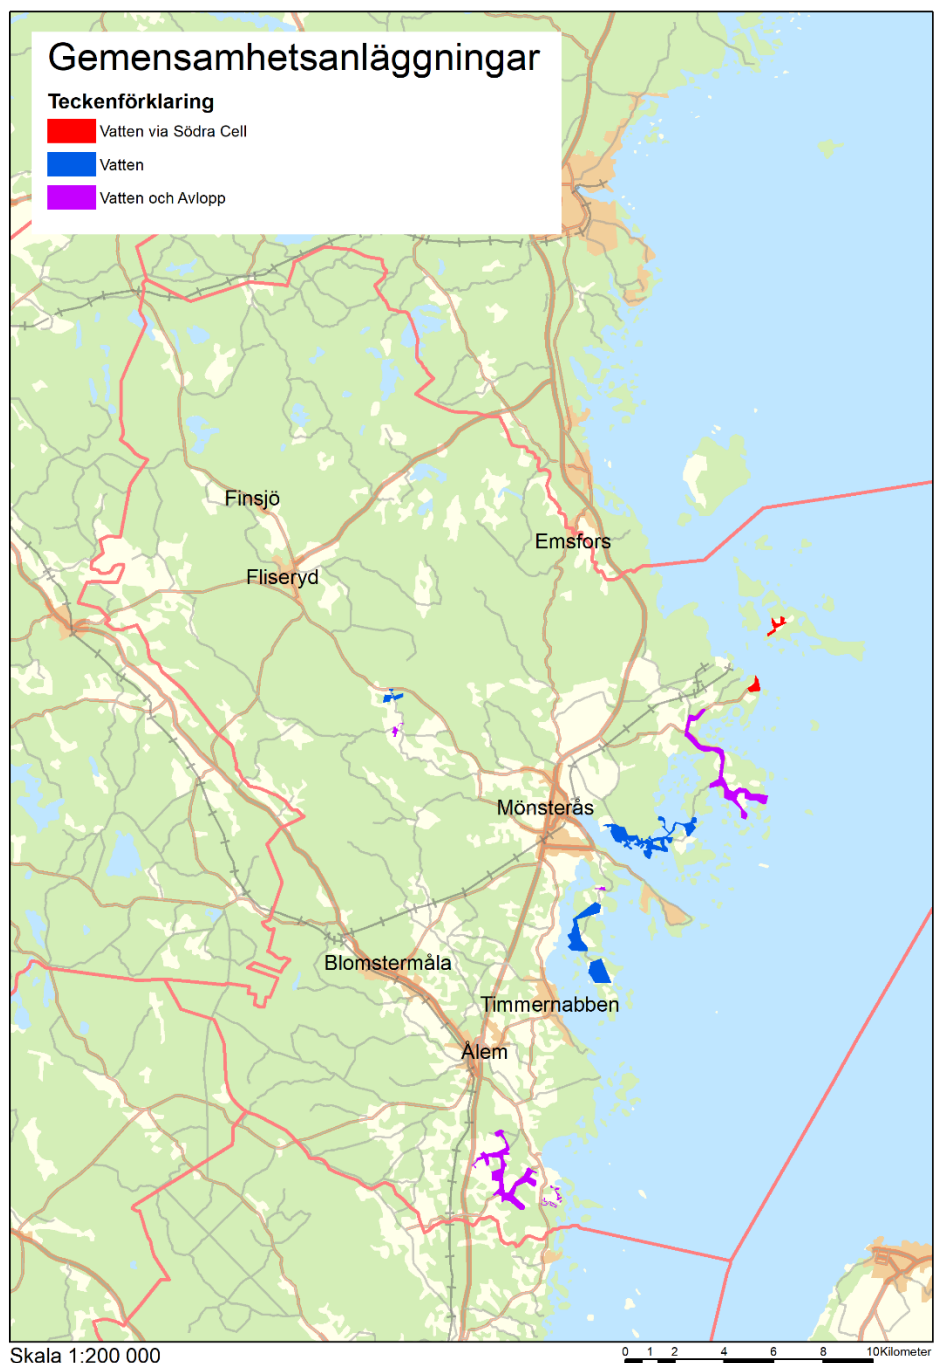 Gemensamhetsanläggningar
Teckenförklaring
Vatten via Södra Cell
Vatten
Vatten och Avlopp
Finsjö
Emsfors
Fliseryd
Mönsterås
Blomstermåla
Timmernabben
Ålem
Skala 1:200 000
0 1 2 4 6 8 10Kilometer